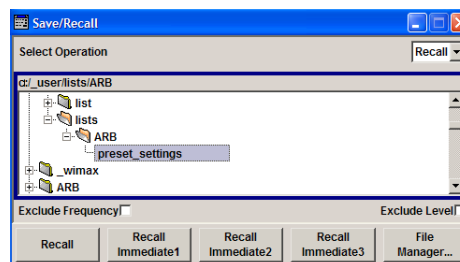 Save/Recall
Select Operation
Recall
a:/_user/lists/ARB
list
lists
ARB
preset_settings
_wimax
ARB
Exclude Frequency
Exclude Level
Recall
Recall Immediate1
Recall Immediate2
Recall Immediate3
File Manager...